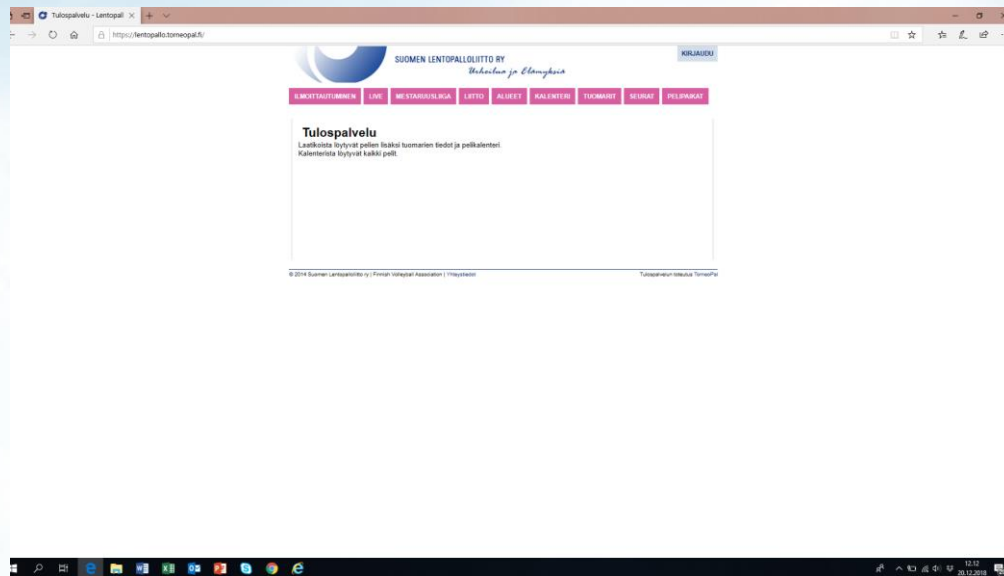 Tulospalvelu - Lentopall
https://lentopallo.torneopal.fi/
SUOMEN LENTOPALLOLIITTO RY
Urheilua ja Elämyksiä
KIRJAUDU
ILMOITTAUTUMINEN LIVE MESTARUUSLIIGA LIITTO ALUEET KALENTERI TUOMARIT SEURAT PELIPAIKAT
Tulospalvelu
Laatikoista löytyvät pelien lisäksi tuomarien tiedot ja pelikalenteri.
Kalenterista löytyvät kaikki pelit.
© 2014 Suomen Lentopalloliitto ry | Finnish Volleyball Association | Yhteystiedot
Tulospalvelun toteutus TorneoPal
12.12
20.12.2018